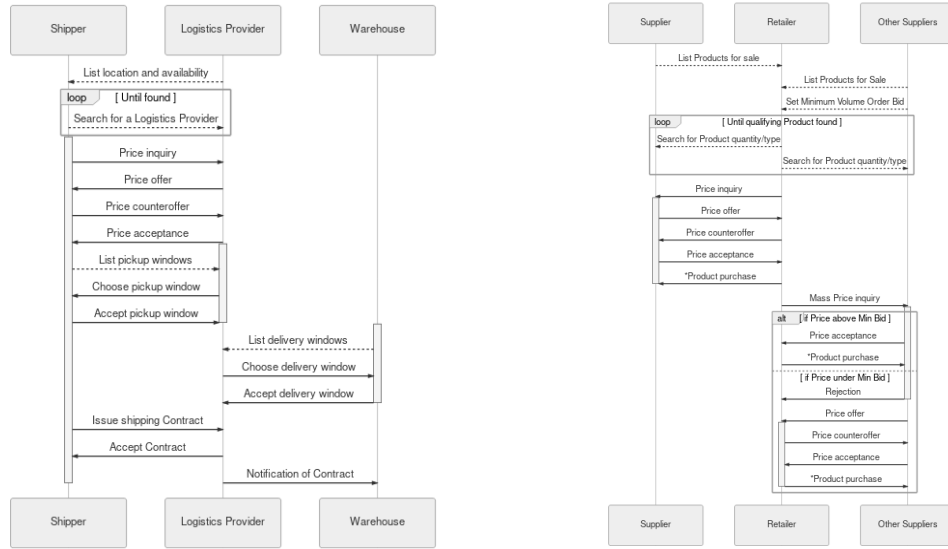 Shipper
Logistics Provider
Warehouse
List location and availability
loop
[ Until found ]
Search for a Logistics Provider
Price inquiry
Price offer
Price counteroffer
Price acceptance
List pickup windows
Choose pickup window
Accept pickup window
List delivery windows
Choose delivery window
Accept delivery window
Issue shipping Contract
Accept Contract
Notification of Contract
Shipper
Logistics Provider
Warehouse
Supplier
Retailer
Other Suppliers
List Products for sale
List Products for Sale
Set Minimum Volume Order Bid
loop
[ Until qualifying Product found ]
Search for Product quantity/type
Search for Product quantity/type
Price inquiry
Price offer
Price counteroffer
Price acceptance
*Product purchase
Mass Price inquiry
alt
[ if Price above Min Bid ]
Price acceptance
*Product purchase
[ if Price under Min Bid ]
Rejection
Price offer
Price counteroffer
Price acceptance
*Product purchase
Supplier
Retailer
Other Suppliers